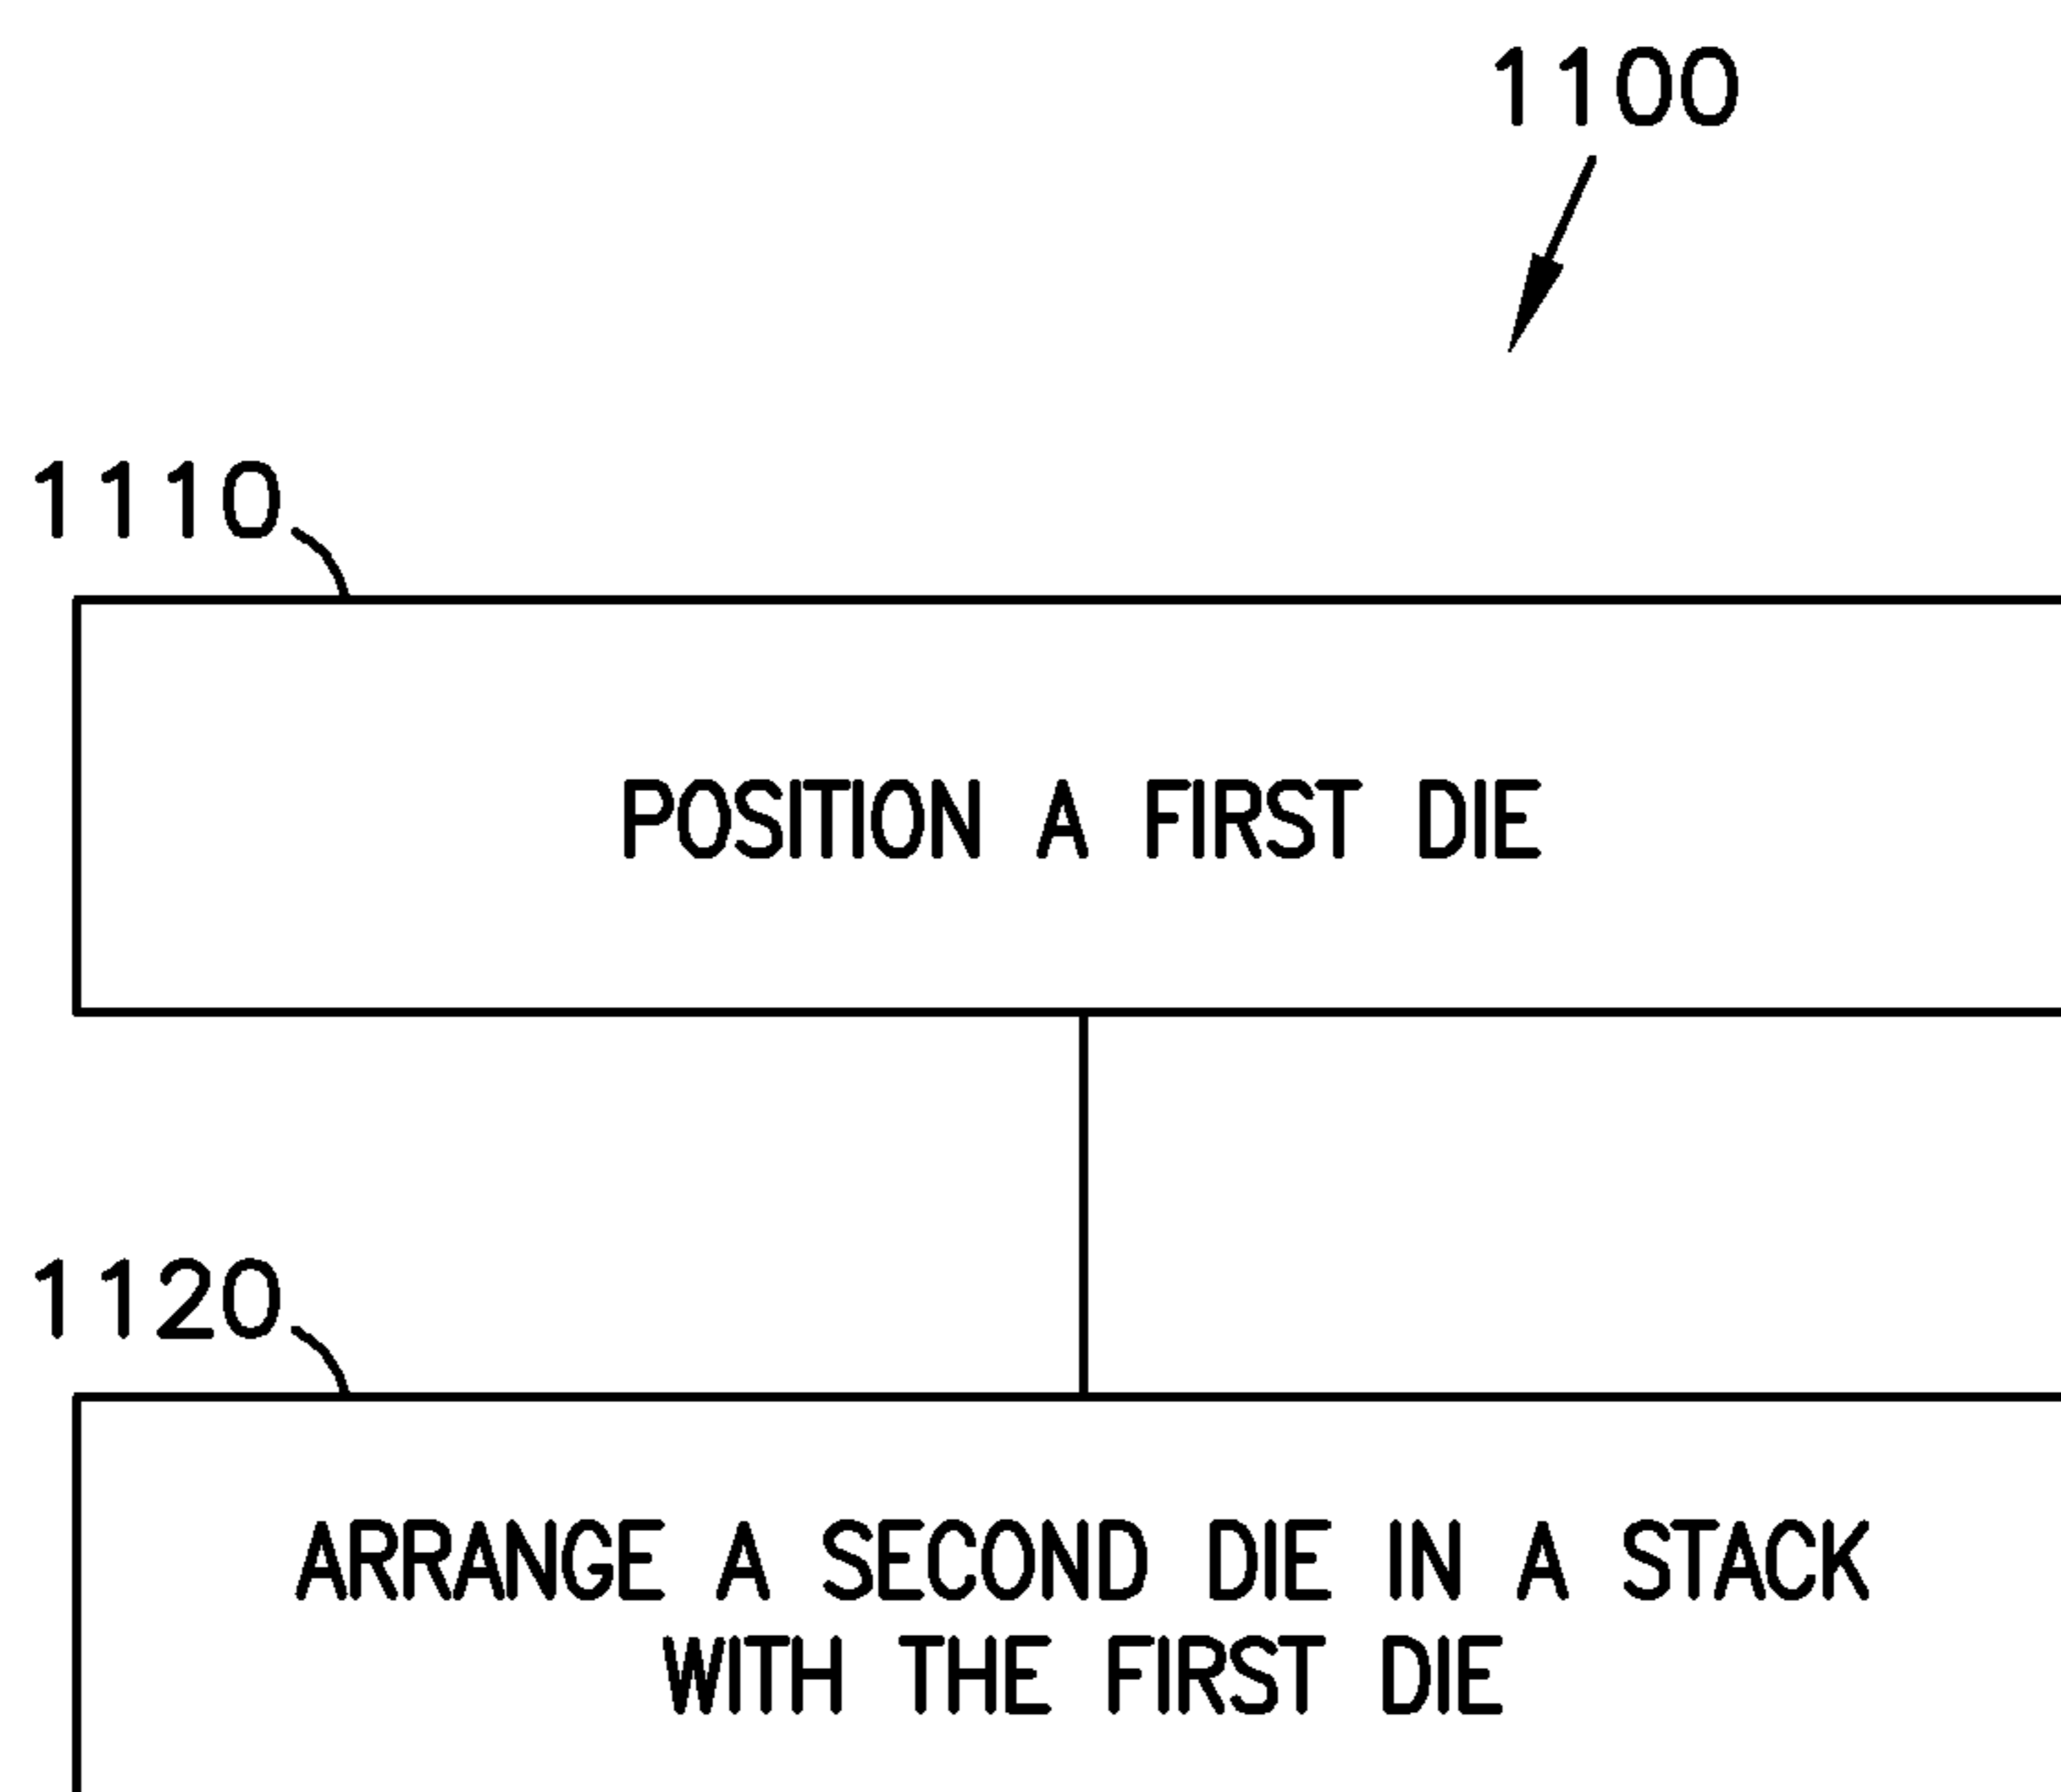 1100
1110
POSITION A FIRST DIE
1120
ARRANGE A SECOND DIE IN A STACK
WITH THE FIRST DIE